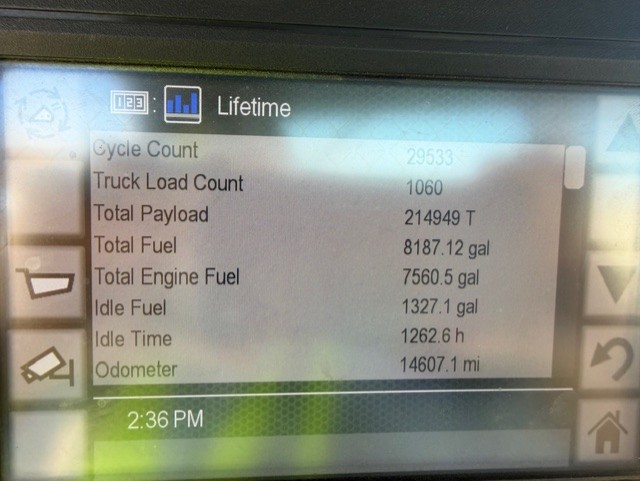 123 : Lifetime
Cycle Count 29533
Truck Load Count 1060
Total Payload 214949 T
Total Fuel 8187.12 gal
Total Engine Fuel 7560.5 gal
Idle Fuel 1327.1 gal
Idle Time 1262.6 h
Odometer 14607.1 mi
2:36 PM